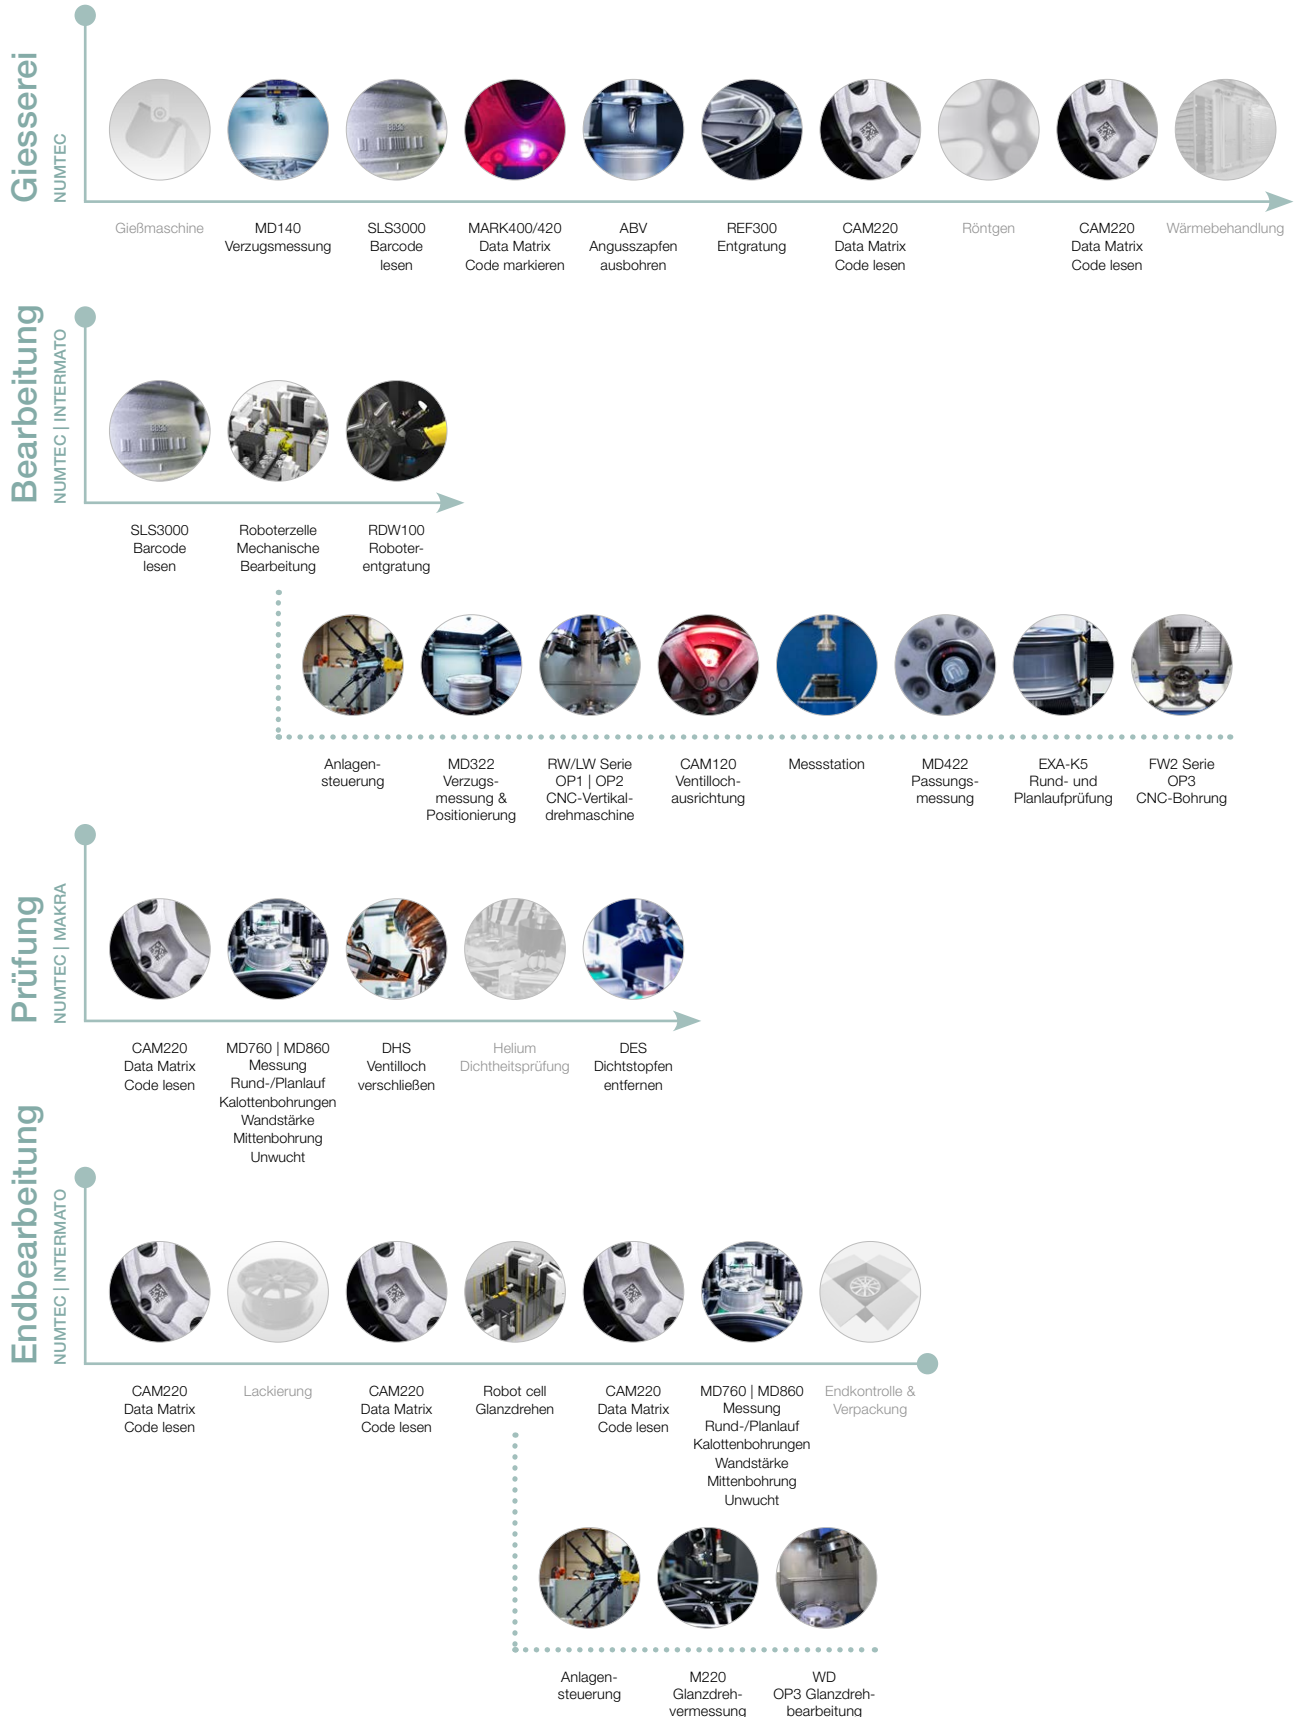 Giesserei
NUMTEC
Gießmaschine
MD140
Verzugsmessung
SLS3000
Barcode
lesen
MARK400/420
Data Matrix
Code markieren
ABV
Angusszapfen
ausbohren
REF300
Entgratung
CAM220
Data Matrix
Code lesen
Röntgen
CAM220
Data Matrix
Code lesen
Wärmebehandlung
Bearbeitung
NUMTEC | INTERMATO
SLS3000
Barcode
lesen
Roboterzelle
Mechanische
Bearbeitung
RDW100
Roboter-
entgratung
Anlagen-
steuerung
MD322
Verzugs-
messung &
Positionierung
RW/LW Serie
OP1 | OP2
CNC-Vertikal-
drehmaschine
CAM120
Ventilloch-
ausrichtung
Messstation
MD422
Passungs-
messung
EXA-K5
Rund- und
Planlaufprüfung
FW2 Serie
OP3
CNC-Bohrung
Prüfung
NUMTEC | MAKRA
CAM220
Data Matrix
Code lesen
MD760 | MD860
Messung
Rund-/Planlauf
Kalottenbohrungen
Wandstärke
Mittenbohrung
Unwucht
DHS
Ventilloch
verschließen
Helium
Dichtheitsprüfung
DES
Dichtstopfen
entfernen
Endbearbeitung
NUMTEC | INTERMATO
CAM220
Data Matrix
Code lesen
Lackierung
CAM220
Data Matrix
Code lesen
Robot cell
Glanzdrehen
CAM220
Data Matrix
Code lesen
MD760 | MD860
Messung
Rund-/Planlauf
Kalottenbohrungen
Wandstärke
Mittenbohrung
Unwucht
Endkontrolle &
Verpackung
Anlagen-
steuerung
M220
Glanzdreh-
vermessung
WD
OP3 Glanzdreh-
bearbeitung